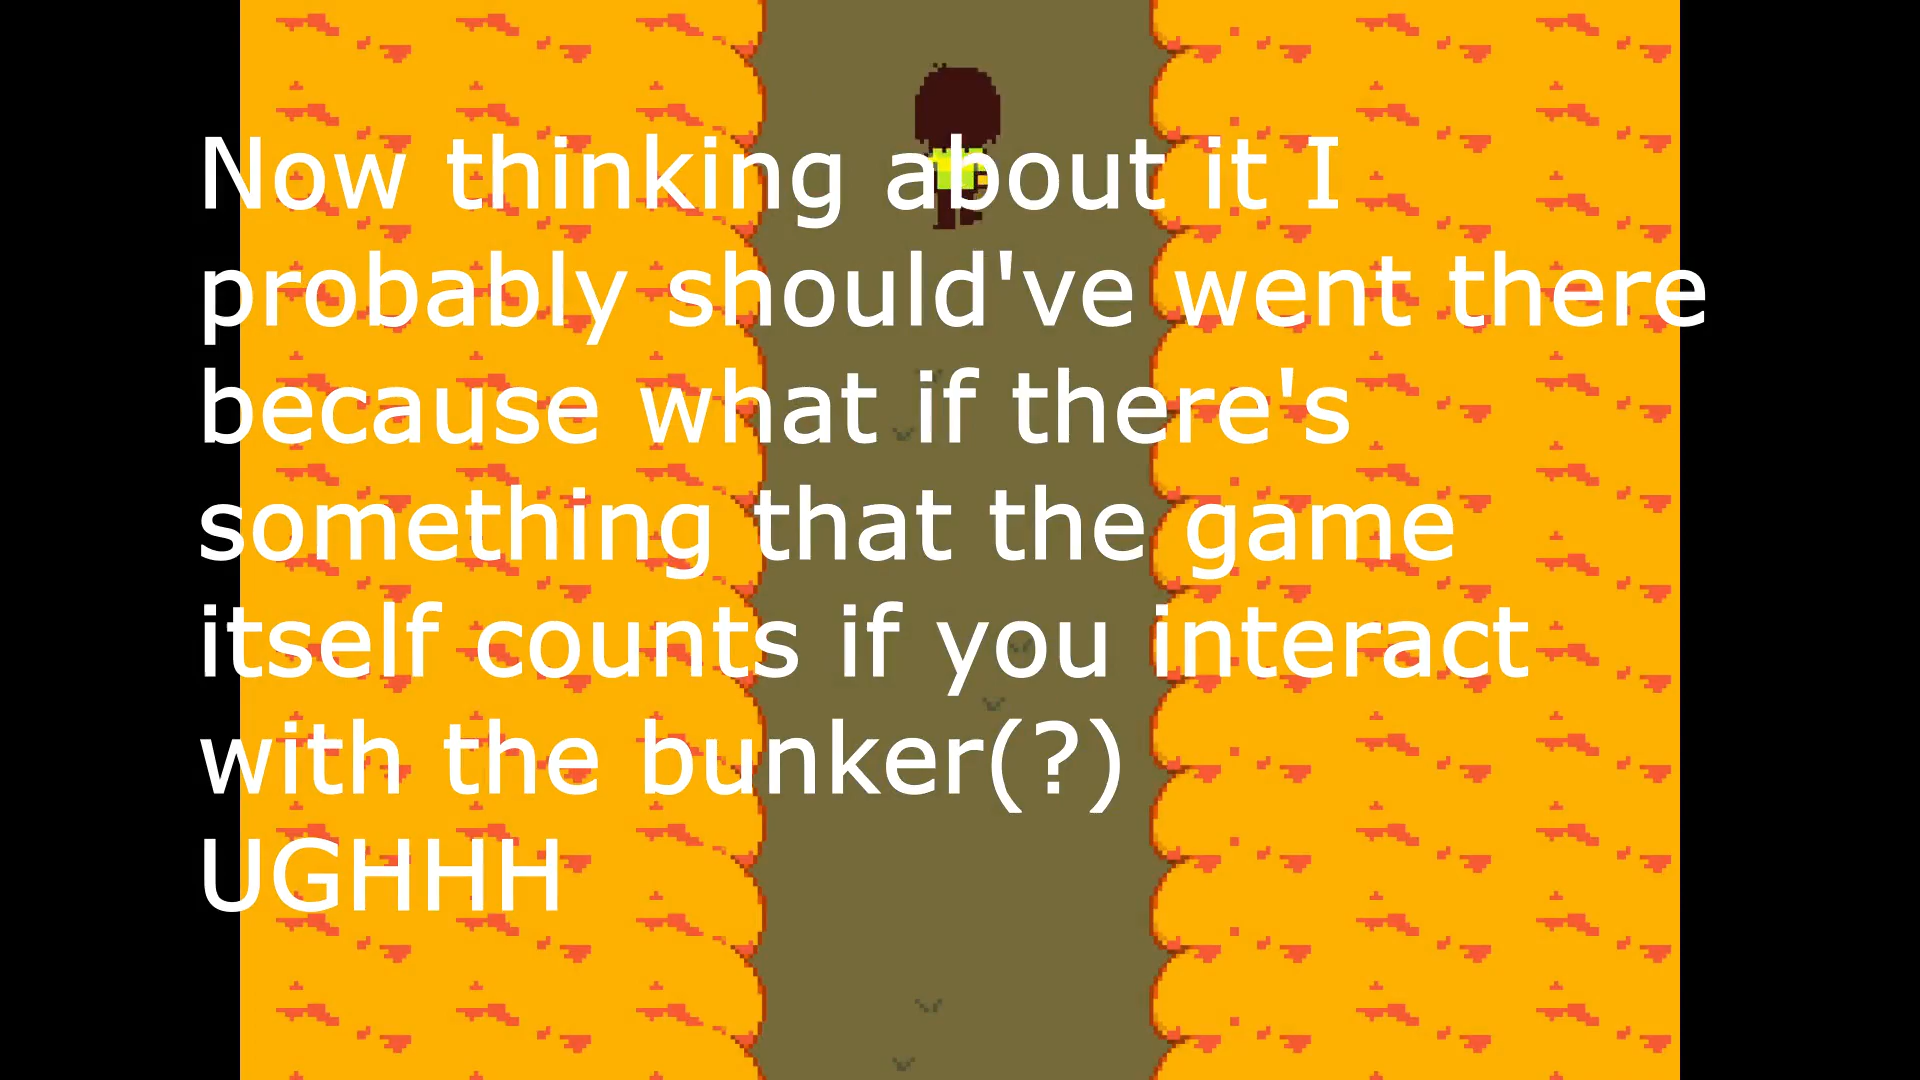 Now thinking about it I
probably should've went there
because what if there's
something that the game
itself counts if you interact
with the bunker(?)
UGHHH